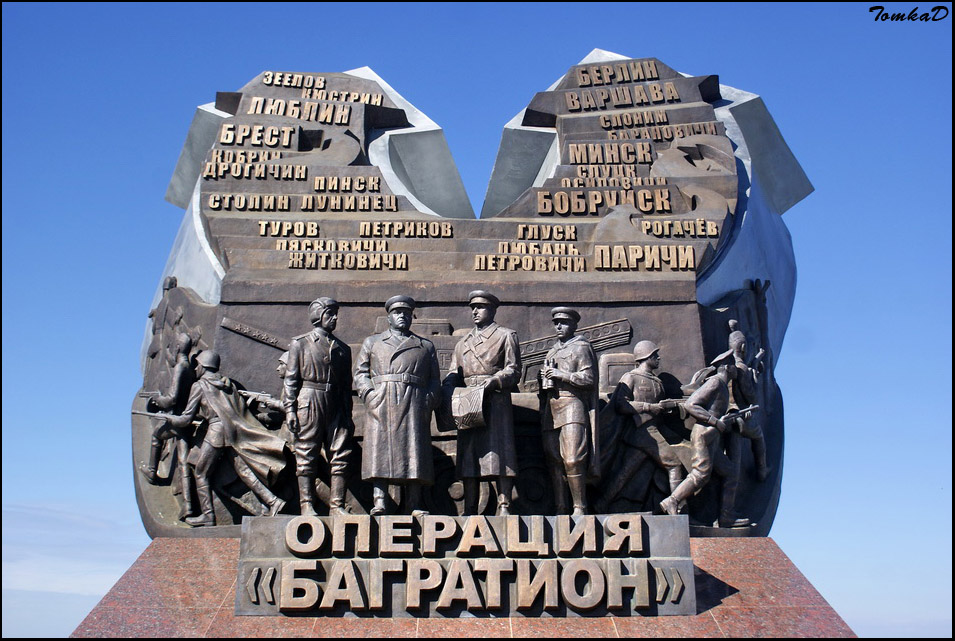 TomkaD
ЗЕЕЛОВ
КЮСТРИН
ЛЮБЛИН
БРЕСТ
КОБРИН
ДРОГИЧИН
ПИНСК
СТОЛИН ЛУНИНЕЦ
ТУРОВ ПЕТРИКОВ
ЛЯСКОВИЧИ
ЖИТКОВИЧИ
БЕРЛИН
ВАРШАВА
СЛОНИМ
БАРАНОВИЧИ
МИНСК
СЛУЦК
ОСИПОВИЧИ
БОБРУЙСК
ГЛУСК РОГАЧЁВ
ЛЮБАНЬ
ПЕТРОВИЧИ ПАРИЧИ
ОПЕРАЦИЯ
«БАГРАТИОН»